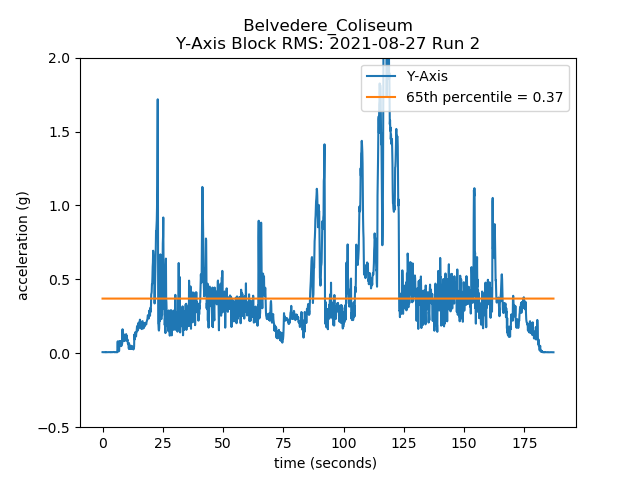 Belvedere_Coliseum
Y-Axis Block RMS: 2021-08-27 Run 2
Y-Axis
65th percentile = 0.37
acceleration (g)
2.0
1.5
1.0
0.5
0.0
−0.5
0 25 50 75 100 125 150 175
time (seconds)